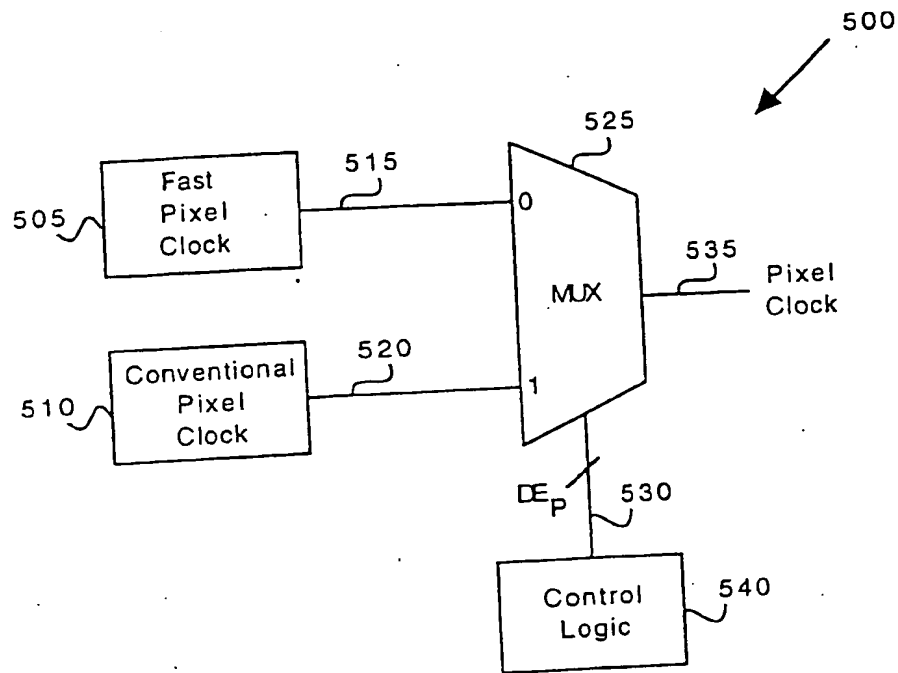 500
525
515
Fast
Pixel
Clock
505
0
535
Pixel
Clock
MUX
520
Conventional
Pixel
Clock
510
1
DEP
530
Control
Logic
540